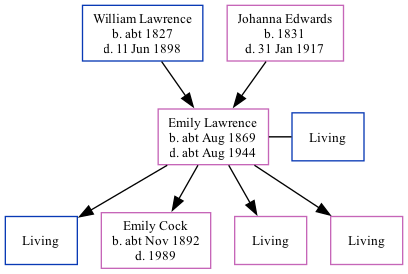 William Lawrence
b. abt 1827
d. 11 Jun 1898
Johanna Edwards
b. 1831
d. 31 Jan 1917
Emily Lawrence
b. abt Aug 1869
d. abt Aug 1944
Living
Living
Emily Cock
b. abt Nov 1892
d. 1989
Living
Living